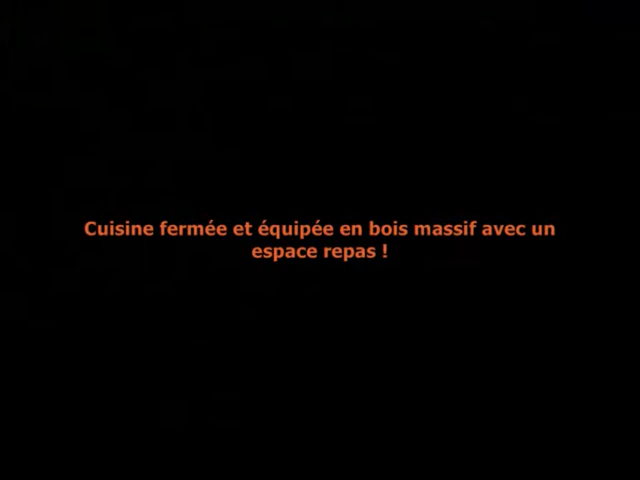 Cuisine fermée et équipée en bois massif avec un
espace repas !